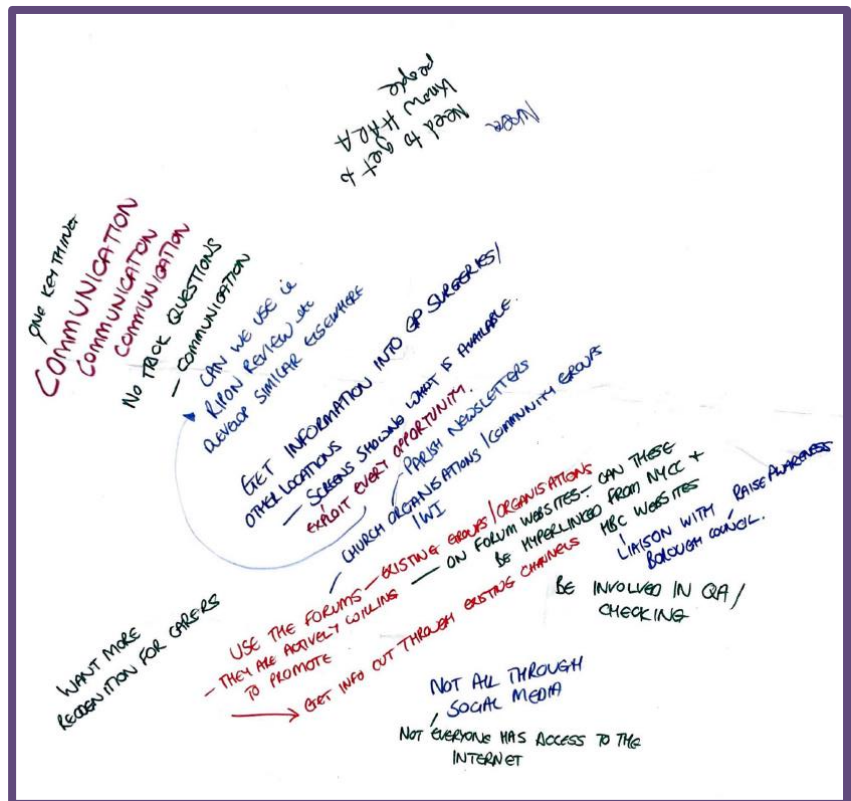 Need to get to
know HARA
people
ONE KEY THING
COMMUNICATION
COMMUNICATION
COMMUNICATION
NO TRICK QUESTIONS
— COMMUNICATION
CAN WE USE ie
RIPON REVIEW etc
DEVELOP SIMILAR ELSEWHERE
GET INFORMATION INTO GP SURGERIES/
OTHER LOCATIONS
— SCREENS SHOWING WHAT IS AVAILABLE.
EXPLOIT EVERY OPPORTUNITY.
/ PARISH NEWSLETTERS
/ CHURCH ORGANISATIONS / COMMUNITY GROUPS
/ WI
USE THE FORUMS — EXISTING GROUPS/ORGANISATIONS
— THEY ARE ACTIVELY WILLING
TO PROMOTE
— ON FORUM WEBSITES — CAN THESE
BE HYPERLINKED FROM NYCC +
HBC WEBSITES
→ GET INFO OUT THROUGH EXISTING CHANNELS
RAISE AWARENESS
LIAISON WITH
BOROUGH COUNCIL.
BE INVOLVED IN QA /
CHECKING
WANT MORE
RECOGNITION FOR CARERS
NOT ALL THROUGH
SOCIAL MEDIA
NOT EVERYONE HAS ACCESS TO THE
INTERNET